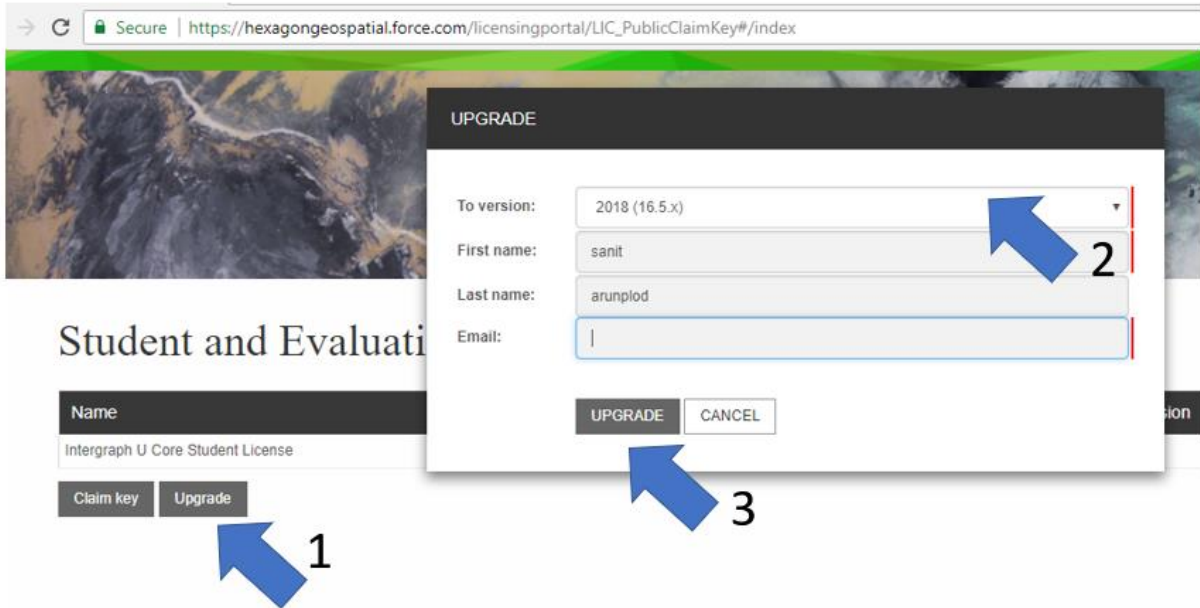 Secure | https://hexagongeospatial.force.com/licensingportal/LIC_PublicClaimKey#/index
UPGRADE
To version: 2018 (16.5.x)
2
First name: sanit
Last name: arunplod
Email:
UPGRADE CANCEL
3
Student and Evaluati
Name sion
Intergraph U Core Student License
Claim key Upgrade
1